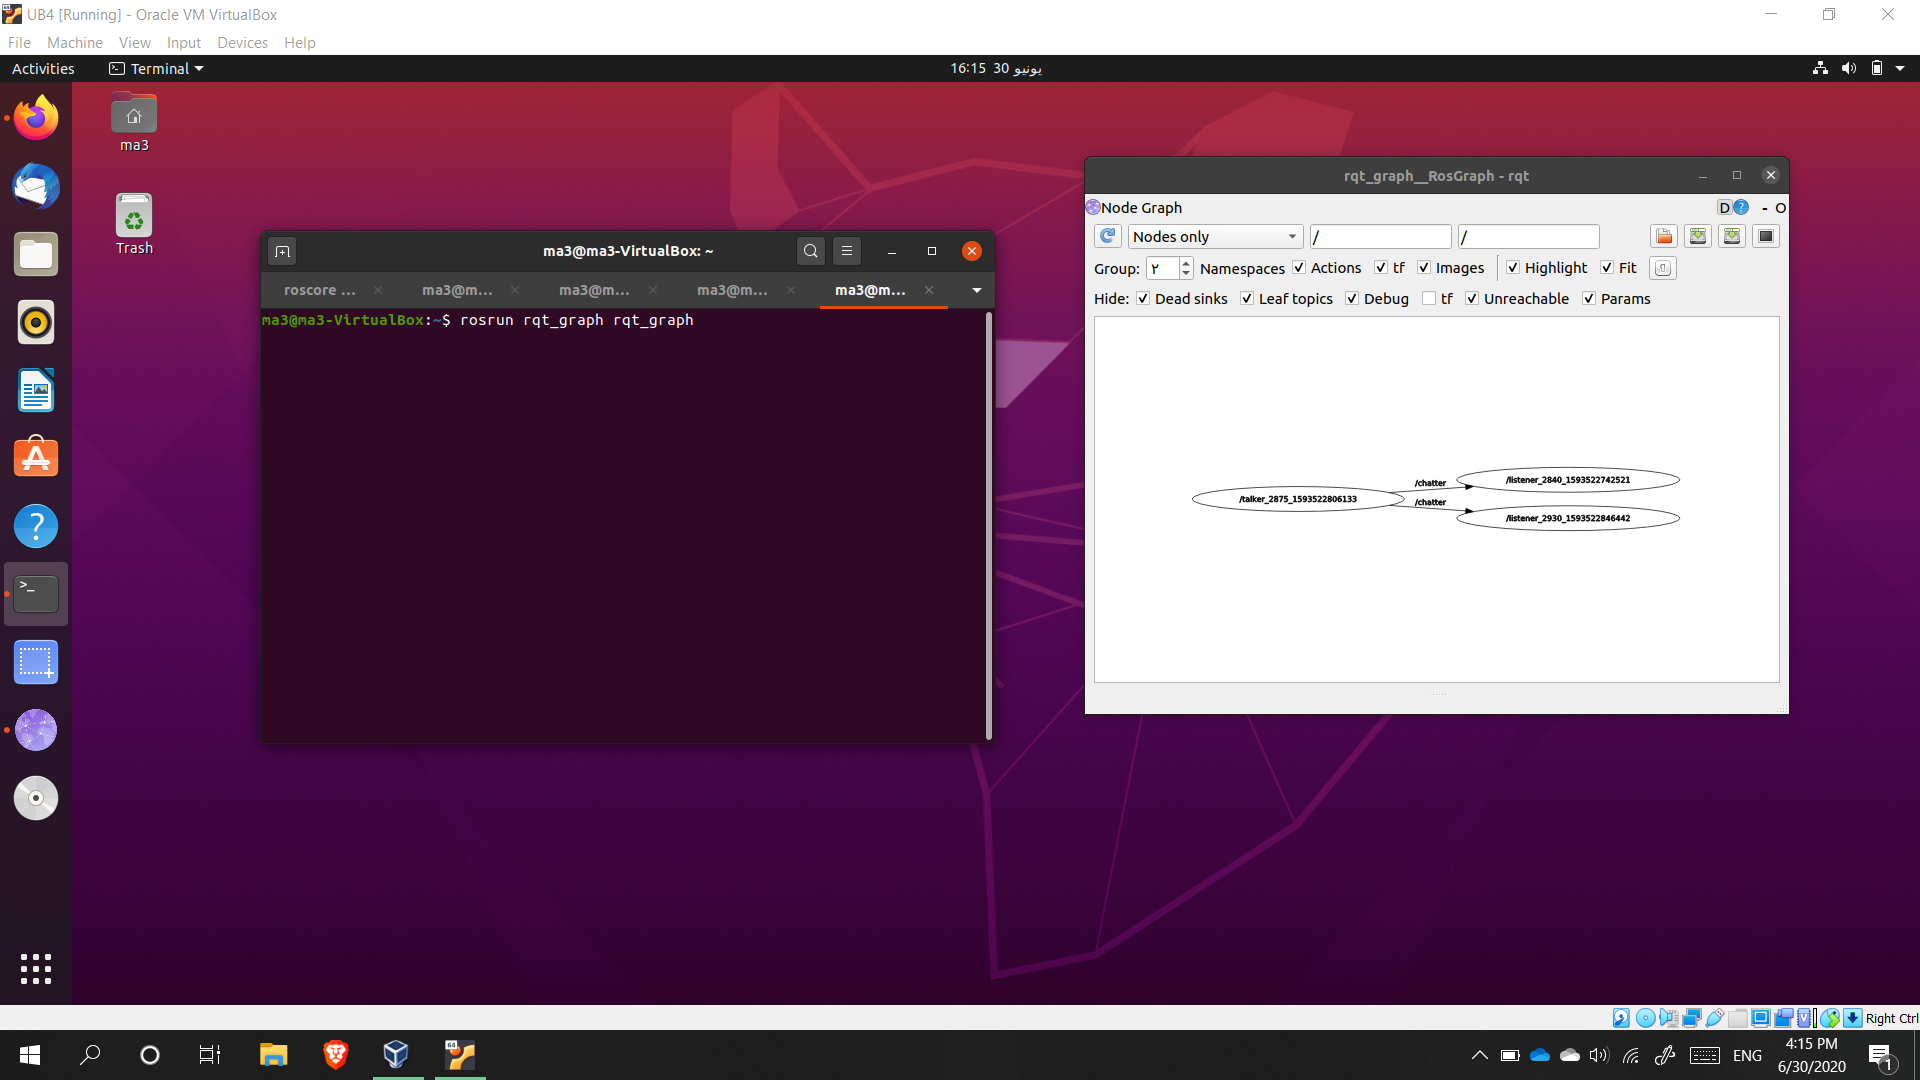 UB4 [Running] - Oracle VM VirtualBox
File Machine View Input Devices Help
Activities Terminal 16:15 30 يونيو
ma3
Trash
ma3@ma3-VirtualBox: ~
roscore ... ma3@m... ma3@m... ma3@m... ma3@m...
ma3@ma3-VirtualBox:~$ rosrun rqt_graph rqt_graph
rqt_graph__RosGraph - rqt
Node Graph D ? - O
Nodes only / /
Group: ٢ Namespaces Actions tf Images Highlight Fit
Hide: Dead sinks Leaf topics Debug tf Unreachable Params
/talker_2875_1593522806133
/chatter
/chatter
/listener_2840_1593522742521
/listener_2930_1593522846442
Right Ctrl
64
ENG
4:15 PM
6/30/2020
1